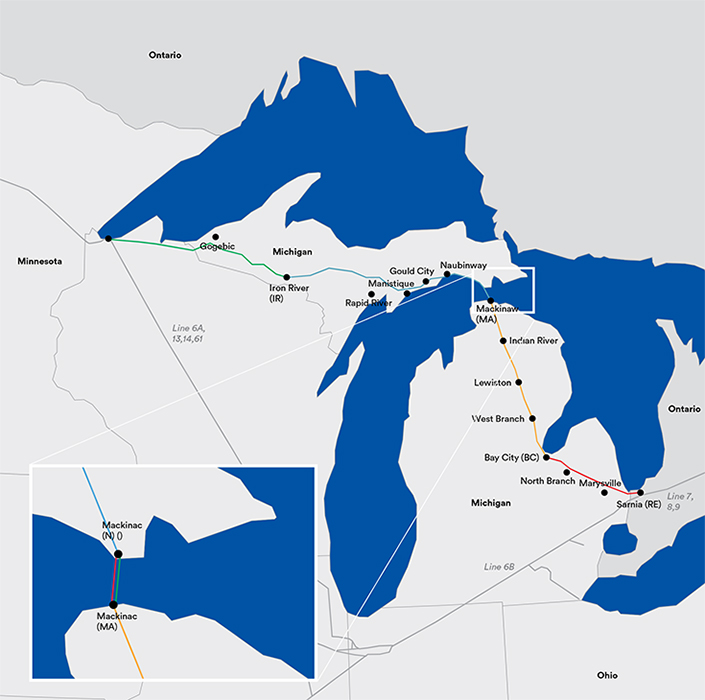 Ontario
Minnesota
Gogebic
Michigan
Iron River
(IR)
Gould City
Naubinway
Manistique
Rapid River
Mackinaw
(MA)
Line 6A,
13,14,61
Indian River
Lewiston
West Branch
Ontario
Bay City (BC)
North Branch
Marysville
Michigan
Sarnia (RE)
Line 7,
8,9
Line 6B
Mackinac
(N) ()
Mackinac
(MA)
Ohio